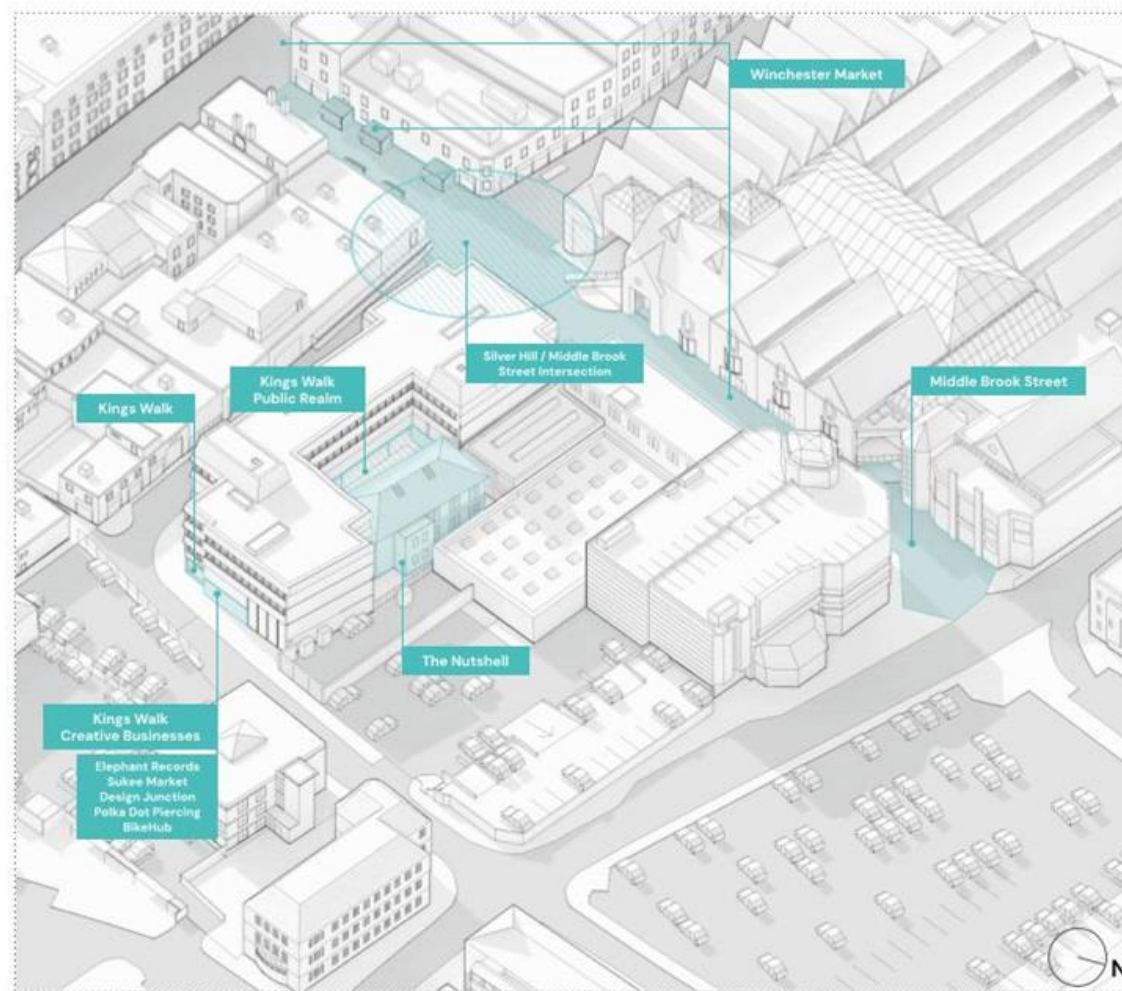 Winchester Market
Silver Hill / Middle Brook
Street Intersection
Kings Walk
Public Realm
Middle Brook Street
Kings Walk
The Nutshell
Kings Walk
Creative Businesses
Elephant Records
Sukee Market
Design Junction
Polka Dot Piercing
BikeHub
N